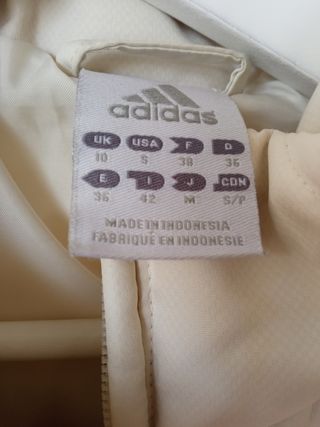 adidas
UK USA F D
10 S 38 36
E I J CDN
36 42 M S/P
MADE IN INDONESIA
FABRIQUÉ EN INDONÉSIE